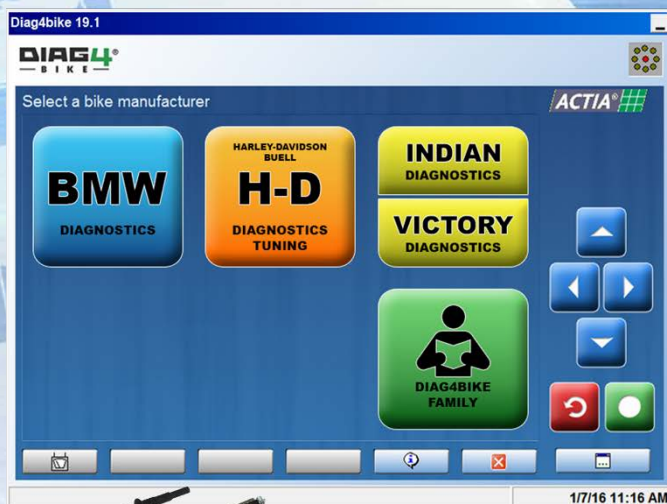 Diag4bike 19.1
DIAG4®
BIKE
Select a bike manufacturer
ACTIA®
BMW
DIAGNOSTICS
HARLEY-DAVIDSON
BUELL
H-D
DIAGNOSTICS
TUNING
INDIAN
DIAGNOSTICS
VICTORY
DIAGNOSTICS
DIAG4BIKE
FAMILY
1/7/16 11:16 AM